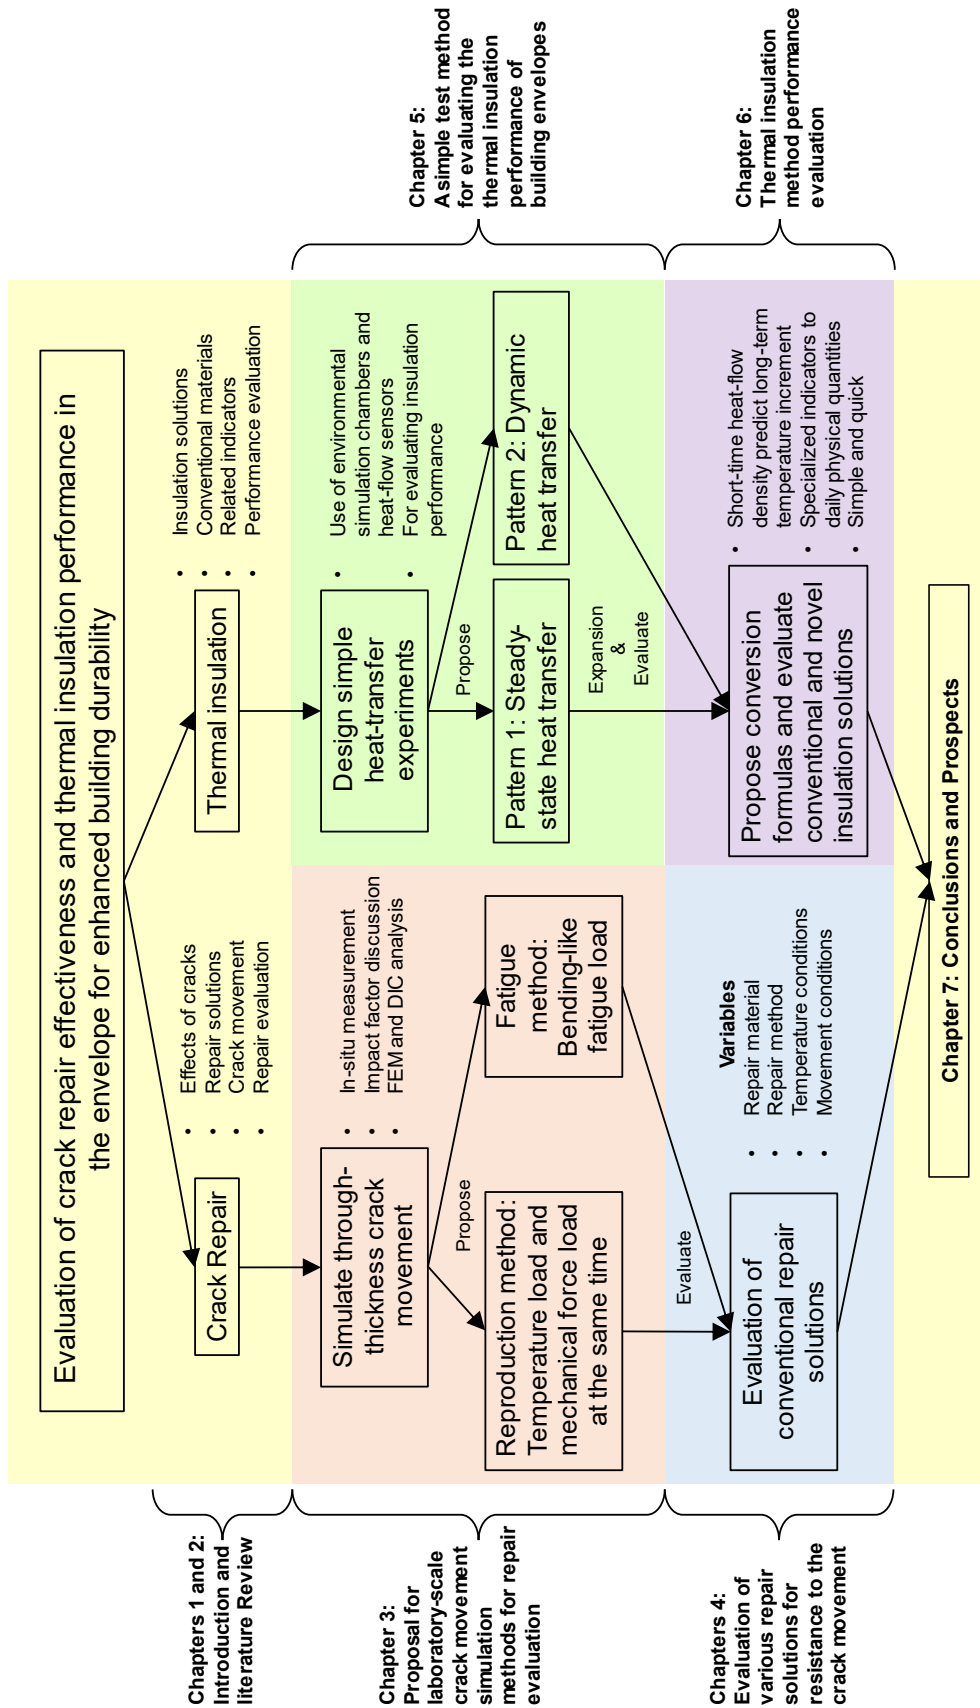 Evaluation of crack repair effectiveness and thermal insulation performance in
the envelope for enhanced building durability
Chapters 1 and 2:
Introduction and
literature Review
Crack Repair
• Effects of cracks
• Repair solutions
• Crack movement
• Repair evaluation
Thermal insulation
• Insulation solutions
• Conventional materials
• Related indicators
• Performance evaluation
Chapter 3:
Proposal for
laboratory-scale
crack movement
simulation
methods for repair
evaluation
Simulate through-
thickness crack
movement
• In-situ measurement
• Impact factor discussion
• FEM and DIC analysis
Propose
Reproduction method:
Temperature load and
mechanical force load
at the same time
Fatigue
method:
Bending-like
fatigue load
Design simple
heat-transfer
experiments
• Use of environmental
simulation chambers and
heat-flow sensors
• For evaluating insulation
performance
Propose
Pattern 1: Steady-
state heat transfer
Pattern 2: Dynamic
heat transfer
Chapter 5:
Asimple test method
for evaluating the
thermal insulation
performance of
building envelopes
Chapters 4:
Evaluation of
various repair
solutions for
resistance to the
crack movement
Evaluate
Evaluation of
conventional repair
solutions
Variables
• Repair material
• Repair method
• Temperature conditions
• Movement conditions
Expansion
&
Evaluate
Propose conversion
formulas and evaluate
conventional and novel
insulation solutions
• Short-time heat-flow
density predict long-term
temperature increment
• Specialized indicators to
daily physical quantities
• Simple and quick
Chapter 6:
Thermal insulation
method performance
evaluation
Chapter 7: Conclusions and Prospects